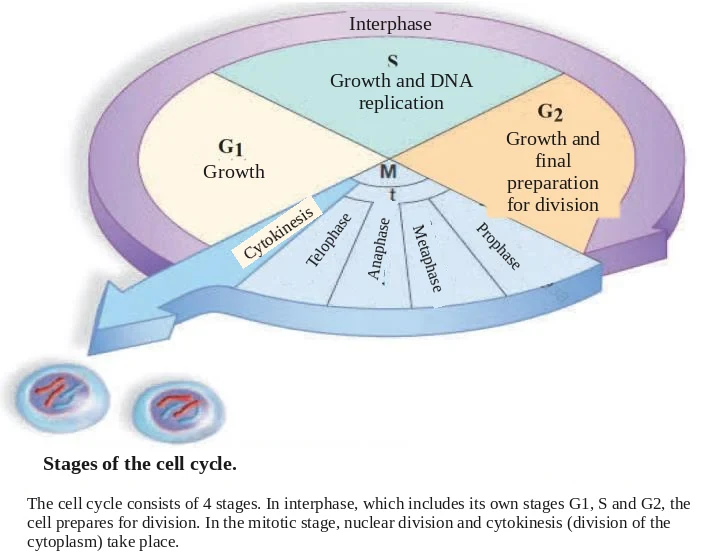 Interphase
S
Growth and DNA
replication
G1
Growth
G2
Growth and
final
preparation
for division
M
t
Cytokinesis
Telophase
Anaphase
Metaphase
Prophase
Stages of the cell cycle.
The cell cycle consists of 4 stages. In interphase, which includes its own stages G1, S and G2, the
cell prepares for division. In the mitotic stage, nuclear division and cytokinesis (division of the
cytoplasm) take place.